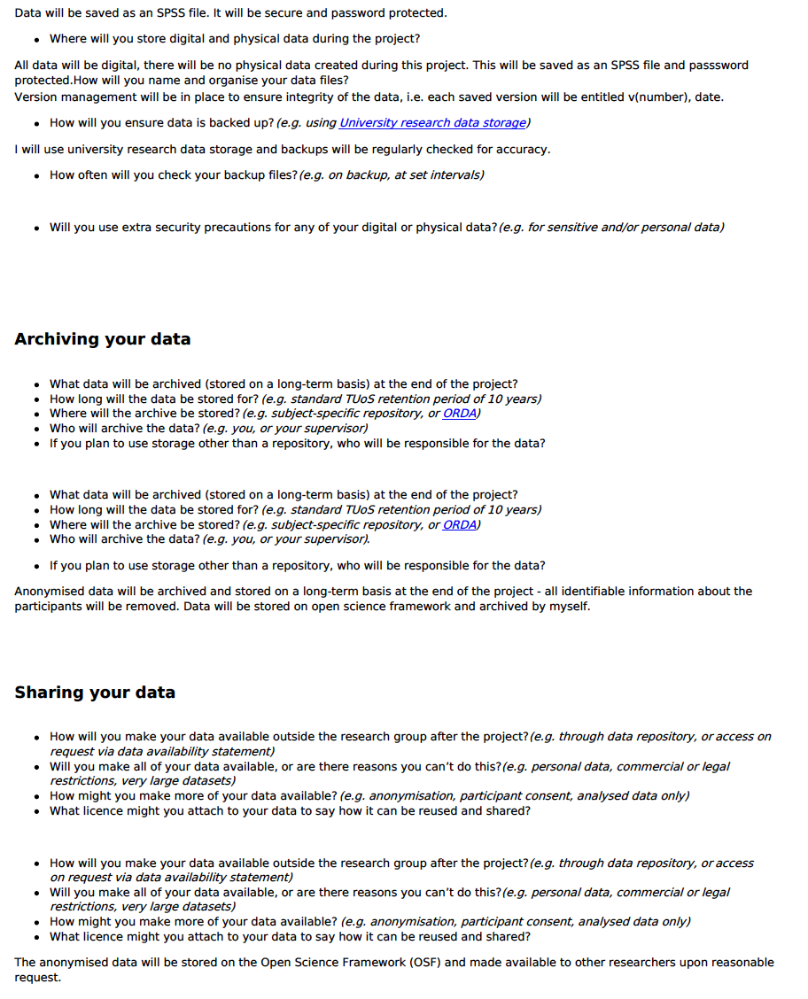 Data will be saved as an SPSS file. It will be secure and password protected.
• Where will you store digital and physical data during the project?
All data will be digital, there will be no physical data created during this project. This will be saved as an SPSS file and passsword
protected.How will you name and organise your data files?
Version management will be in place to ensure integrity of the data, i.e. each saved version will be entitled v(number), date.
• How will you ensure data is backed up? (e.g. using University research data storage)
I will use university research data storage and backups will be regularly checked for accuracy.
• How often will you check your backup files? (e.g. on backup, at set intervals)
• Will you use extra security precautions for any of your digital or physical data? (e.g. for sensitive and/or personal data)
Archiving your data
• What data will be archived (stored on a long-term basis) at the end of the project?
• How long will the data be stored for? (e.g. standard TUoS retention period of 10 years)
• Where will the archive be stored? (e.g. subject-specific repository, or ORDA)
• Who will archive the data? (e.g. you, or your supervisor)
• If you plan to use storage other than a repository, who will be responsible for the data?
• What data will be archived (stored on a long-term basis) at the end of the project?
• How long will the data be stored for? (e.g. standard TUoS retention period of 10 years)
• Where will the archive be stored? (e.g. subject-specific repository, or ORDA)
• Who will archive the data? (e.g. you, or your supervisor).
• If you plan to use storage other than a repository, who will be responsible for the data?
Anonymised data will be archived and stored on a long-term basis at the end of the project - all identifiable information about the
participants will be removed. Data will be stored on open science framework and archived by myself.
Sharing your data
• How will you make your data available outside the research group after the project? (e.g. through data repository, or access on
request via data availability statement)
• Will you make all of your data available, or are there reasons you can't do this? (e.g. personal data, commercial or legal
restrictions, very large datasets)
• How might you make more of your data available? (e.g. anonymisation, participant consent, analysed data only)
• What licence might you attach to your data to say how it can be reused and shared?
• How will you make your data available outside the research group after the project? (e.g. through data repository, or access
on request via data availability statement)
• Will you make all of your data available, or are there reasons you can't do this? (e.g. personal data, commercial or legal
restrictions, very large datasets)
• How might you make more of your data available? (e.g. anonymisation, participant consent, analysed data only)
• What licence might you attach to your data to say how it can be reused and shared?
The anonymised data will be stored on the Open Science Framework (OSF) and made available to other researchers upon reasonable
request.